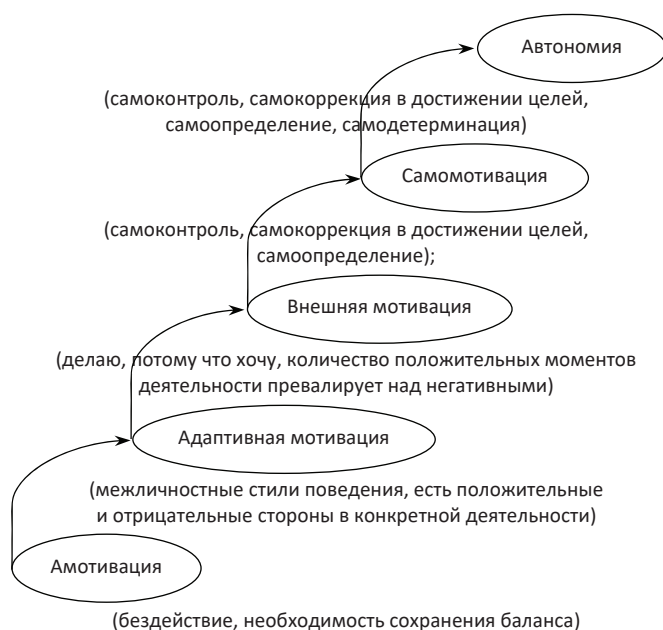 Автономия
(самоконтроль, самокоррекция в достижении целей,
самоопределение, самодетерминация)
Самомотивация
(самоконтроль, самокоррекция в достижении целей,
самоопределение);
Внешняя мотивация
(делаю, потому что хочу, количество положительных моментов
деятельности превалирует над негативными)
Адаптивная мотивация
(межличностные стили поведения, есть положительные
и отрицательные стороны в конкретной деятельности)
Амотивация
(бездействие, необходимость сохранения баланса)